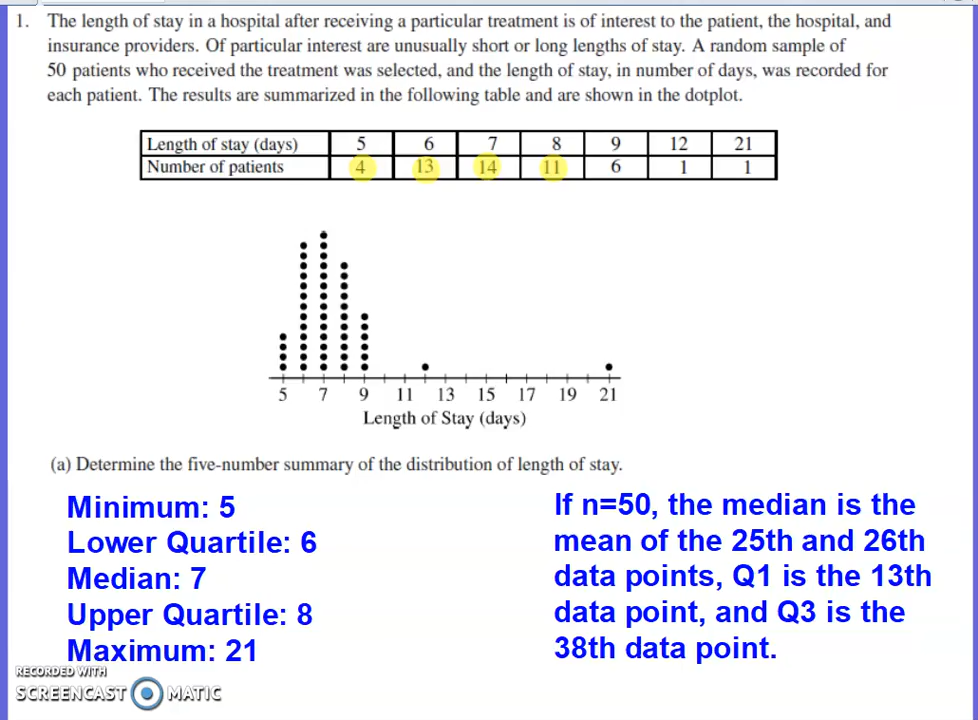 1. The length of stay in a hospital after receiving a particular treatment is of interest to the patient, the hospital, and
insurance providers. Of particular interest are unusually short or long lengths of stay. A random sample of
50 patients who received the treatment was selected, and the length of stay, in number of days, was recorded for
each patient. The results are summarized in the following table and are shown in the dotplot.
Length of stay (days) 5 6 7 8 9 12 21
Number of patients 4 13 14 11 6 1 1
5 7 9 11 13 15 17 19 21
Length of Stay (days)
(a) Determine the five-number summary of the distribution of length of stay.
Minimum: 5
Lower Quartile: 6
Median: 7
Upper Quartile: 8
Maximum: 21
If n=50, the median is the
mean of the 25th and 26th
data points, Q1 is the 13th
data point, and Q3 is the
38th data point.
RECORDED WITH
SCREENCAST MATIC